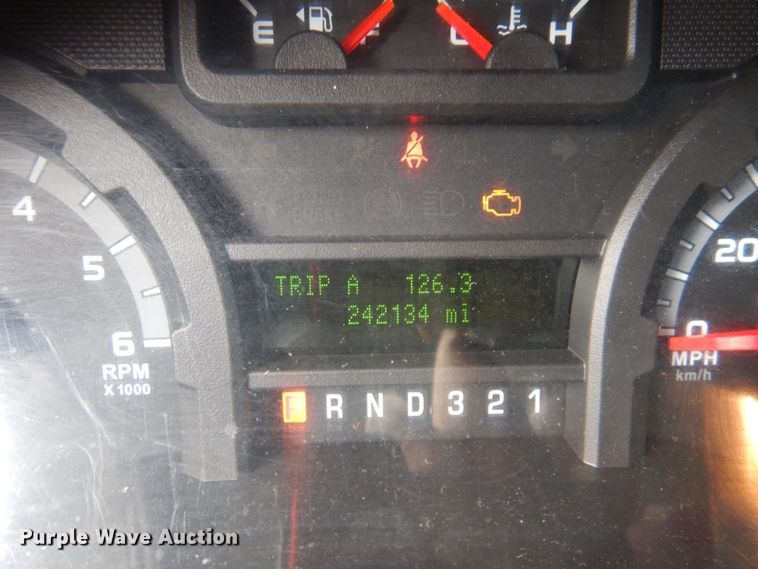 E F C H
4
5
6
RPM
X 1000
TRIP A 126.3
242134 mi
20
0
MPH
km/h
P R N D 3 2 1
Purple Wave Auction